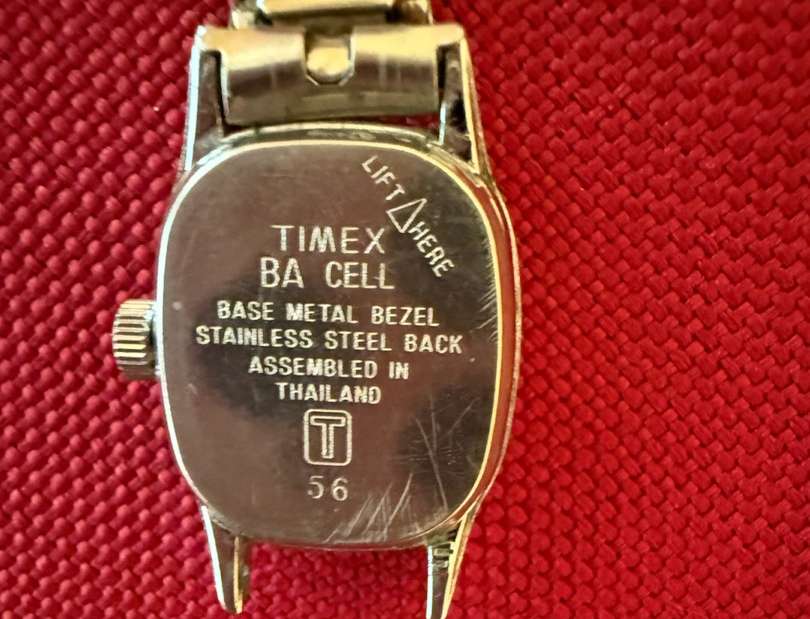 LIFT HERE
TIMEX
BA CELL
BASE METAL BEZEL
STAINLESS STEEL BACK
ASSEMBLED IN
THAILAND
T
56